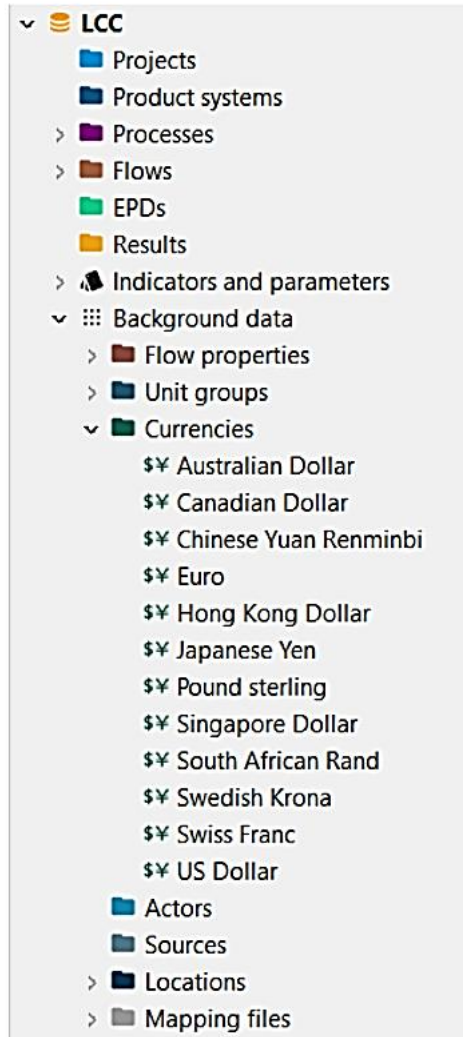 LCC
Projects
Product systems
Processes
Flows
EPDs
Results
Indicators and parameters
Background data
Flow properties
Unit groups
Currencies
$¥ Australian Dollar
$¥ Canadian Dollar
$¥ Chinese Yuan Renminbi
$¥ Euro
$¥ Hong Kong Dollar
$¥ Japanese Yen
$¥ Pound sterling
$¥ Singapore Dollar
$¥ South African Rand
$¥ Swedish Krona
$¥ Swiss Franc
$¥ US Dollar
Actors
Sources
Locations
Mapping files